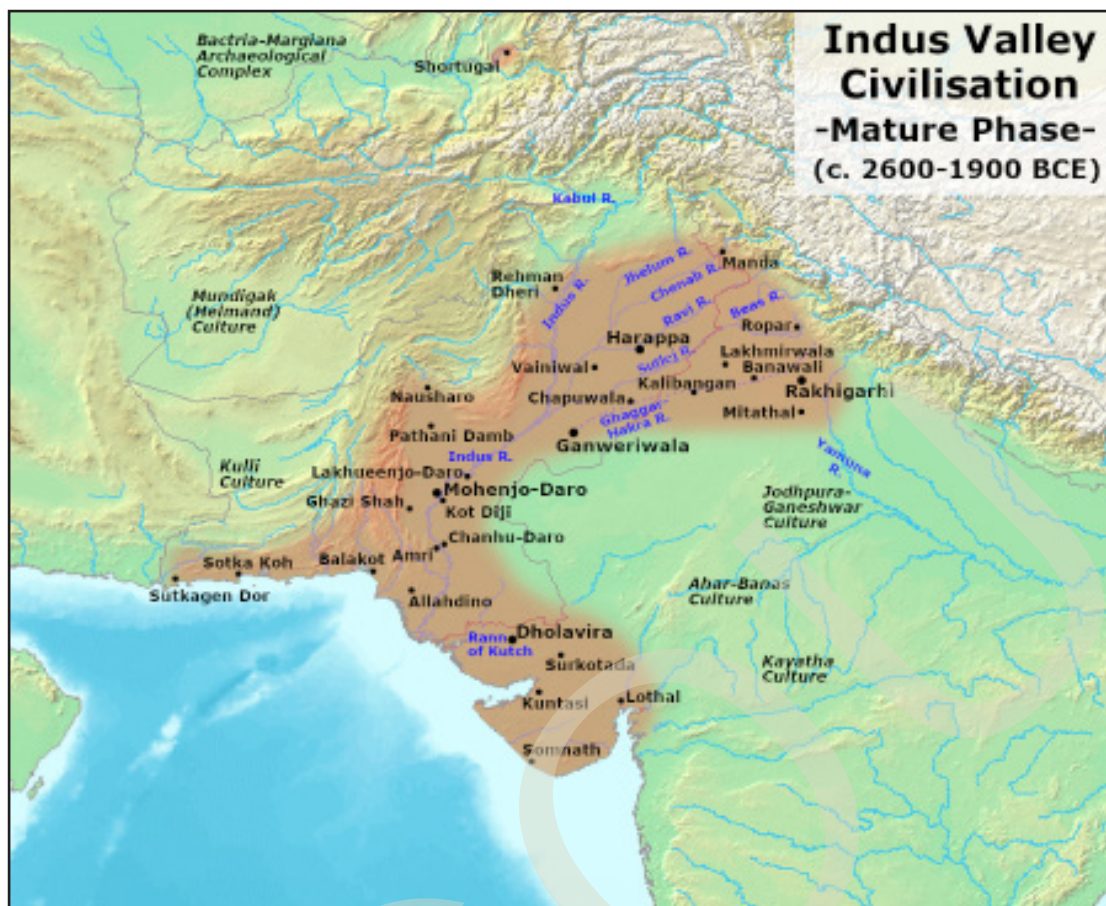 Indus Valley
Civilisation
-Mature Phase-
(c. 2600-1900 BCE)
Bactria-Margiana
Archaeological
Complex
Shortugai
Kabul R.
Rehman
Dheri
Indus R.
Jhelum R.
Chenab R.
Ravi R.
Manda
Beas R.
Ropar
Mundigak
(Helmand)
Culture
Harappa
Sutlej R.
Lakhmirwala
Vainiwal
Kalibangan
Banawali
Rakhigarhi
Nausharo
Chapuwala
Ghaggar-
Hakra R.
Mitathal
Pathani Damb
Ganweriwala
Yamuna
R.
Kulli
Culture
Indus R.
Lakhueenjo-Daro
Mohenjo-Daro
Ghazi Shah
Kot Diji
Jodhpura-
Ganeshwar
Culture
Chanhu-Daro
Amri
Sotka Koh
Balakot
Sutkagen Dor
Allahdino
Ahar-Banas
Culture
Rann
of Kutch
Dholavira
Surkotada
Kayatha
Culture
Kuntasi
Lothal
Somnath